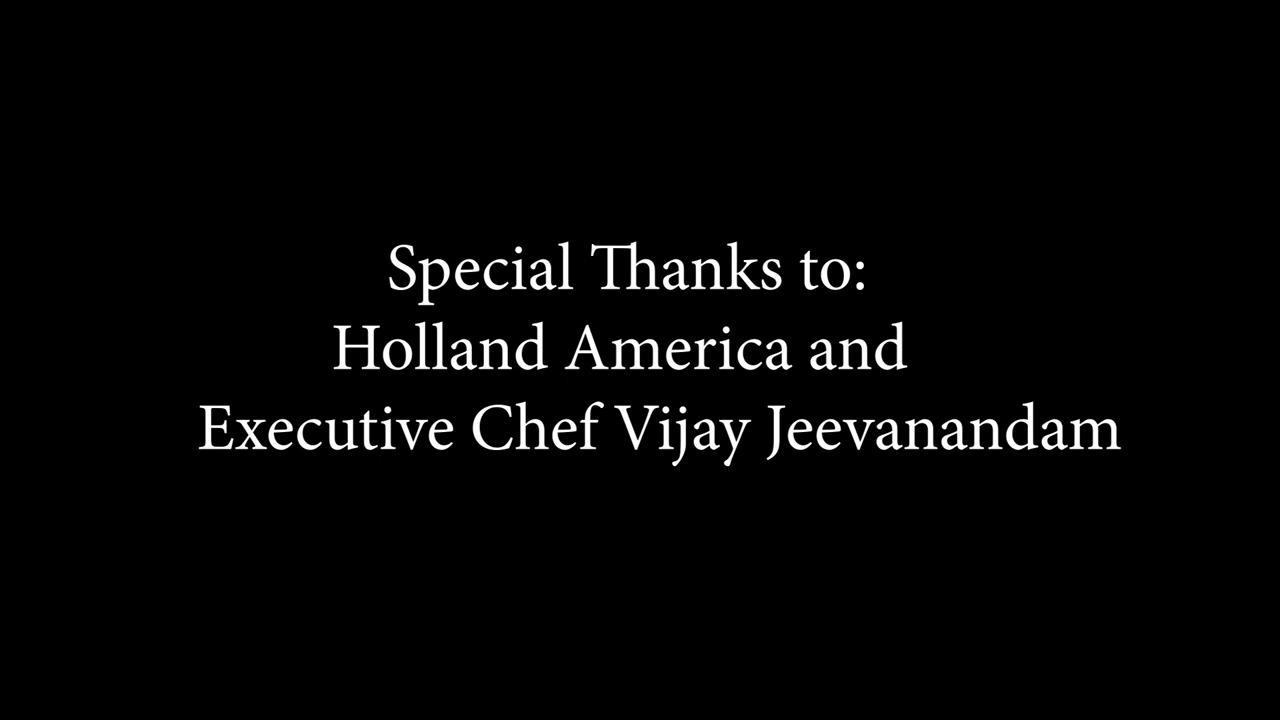 Special Thanks to:
Holland America and
Executive Chef Vijay Jeevanandam